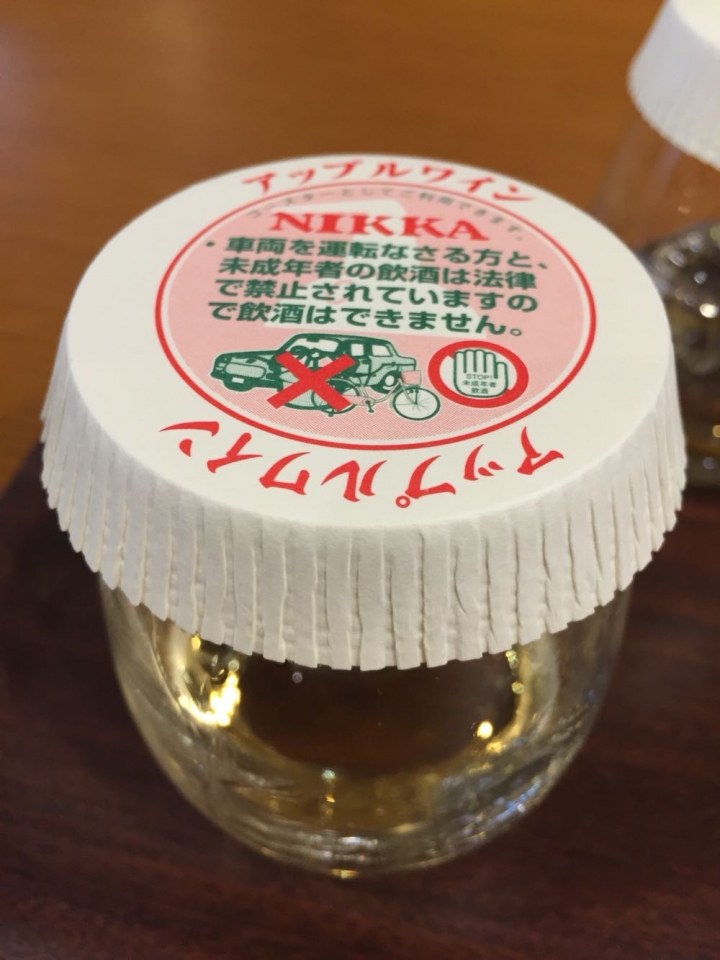 アップルワイン
コースターとしてご利用できます。
NIKKA
・車両を運転なさる方と、
未成年者の飲酒は法律
で禁止されていますの
で飲酒はできません。
STOP!
未成年者
飲酒
アップルワイン